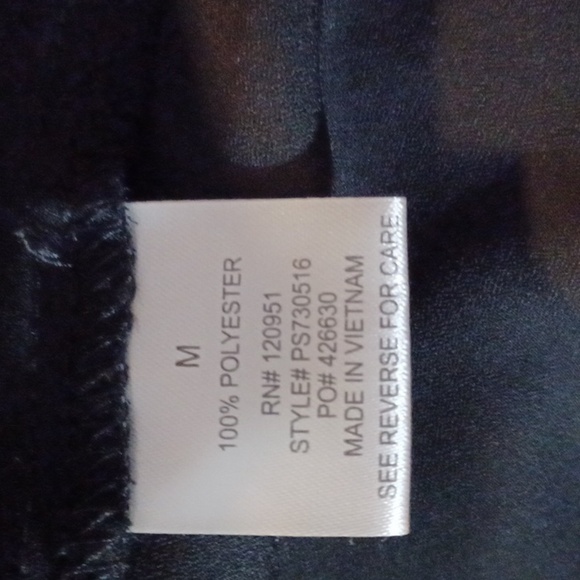 M
100% POLYESTER
RN# 120951
STYLE# PS730516
PO# 426630
MADE IN VIETNAM
SEE REVERSE FOR CARE